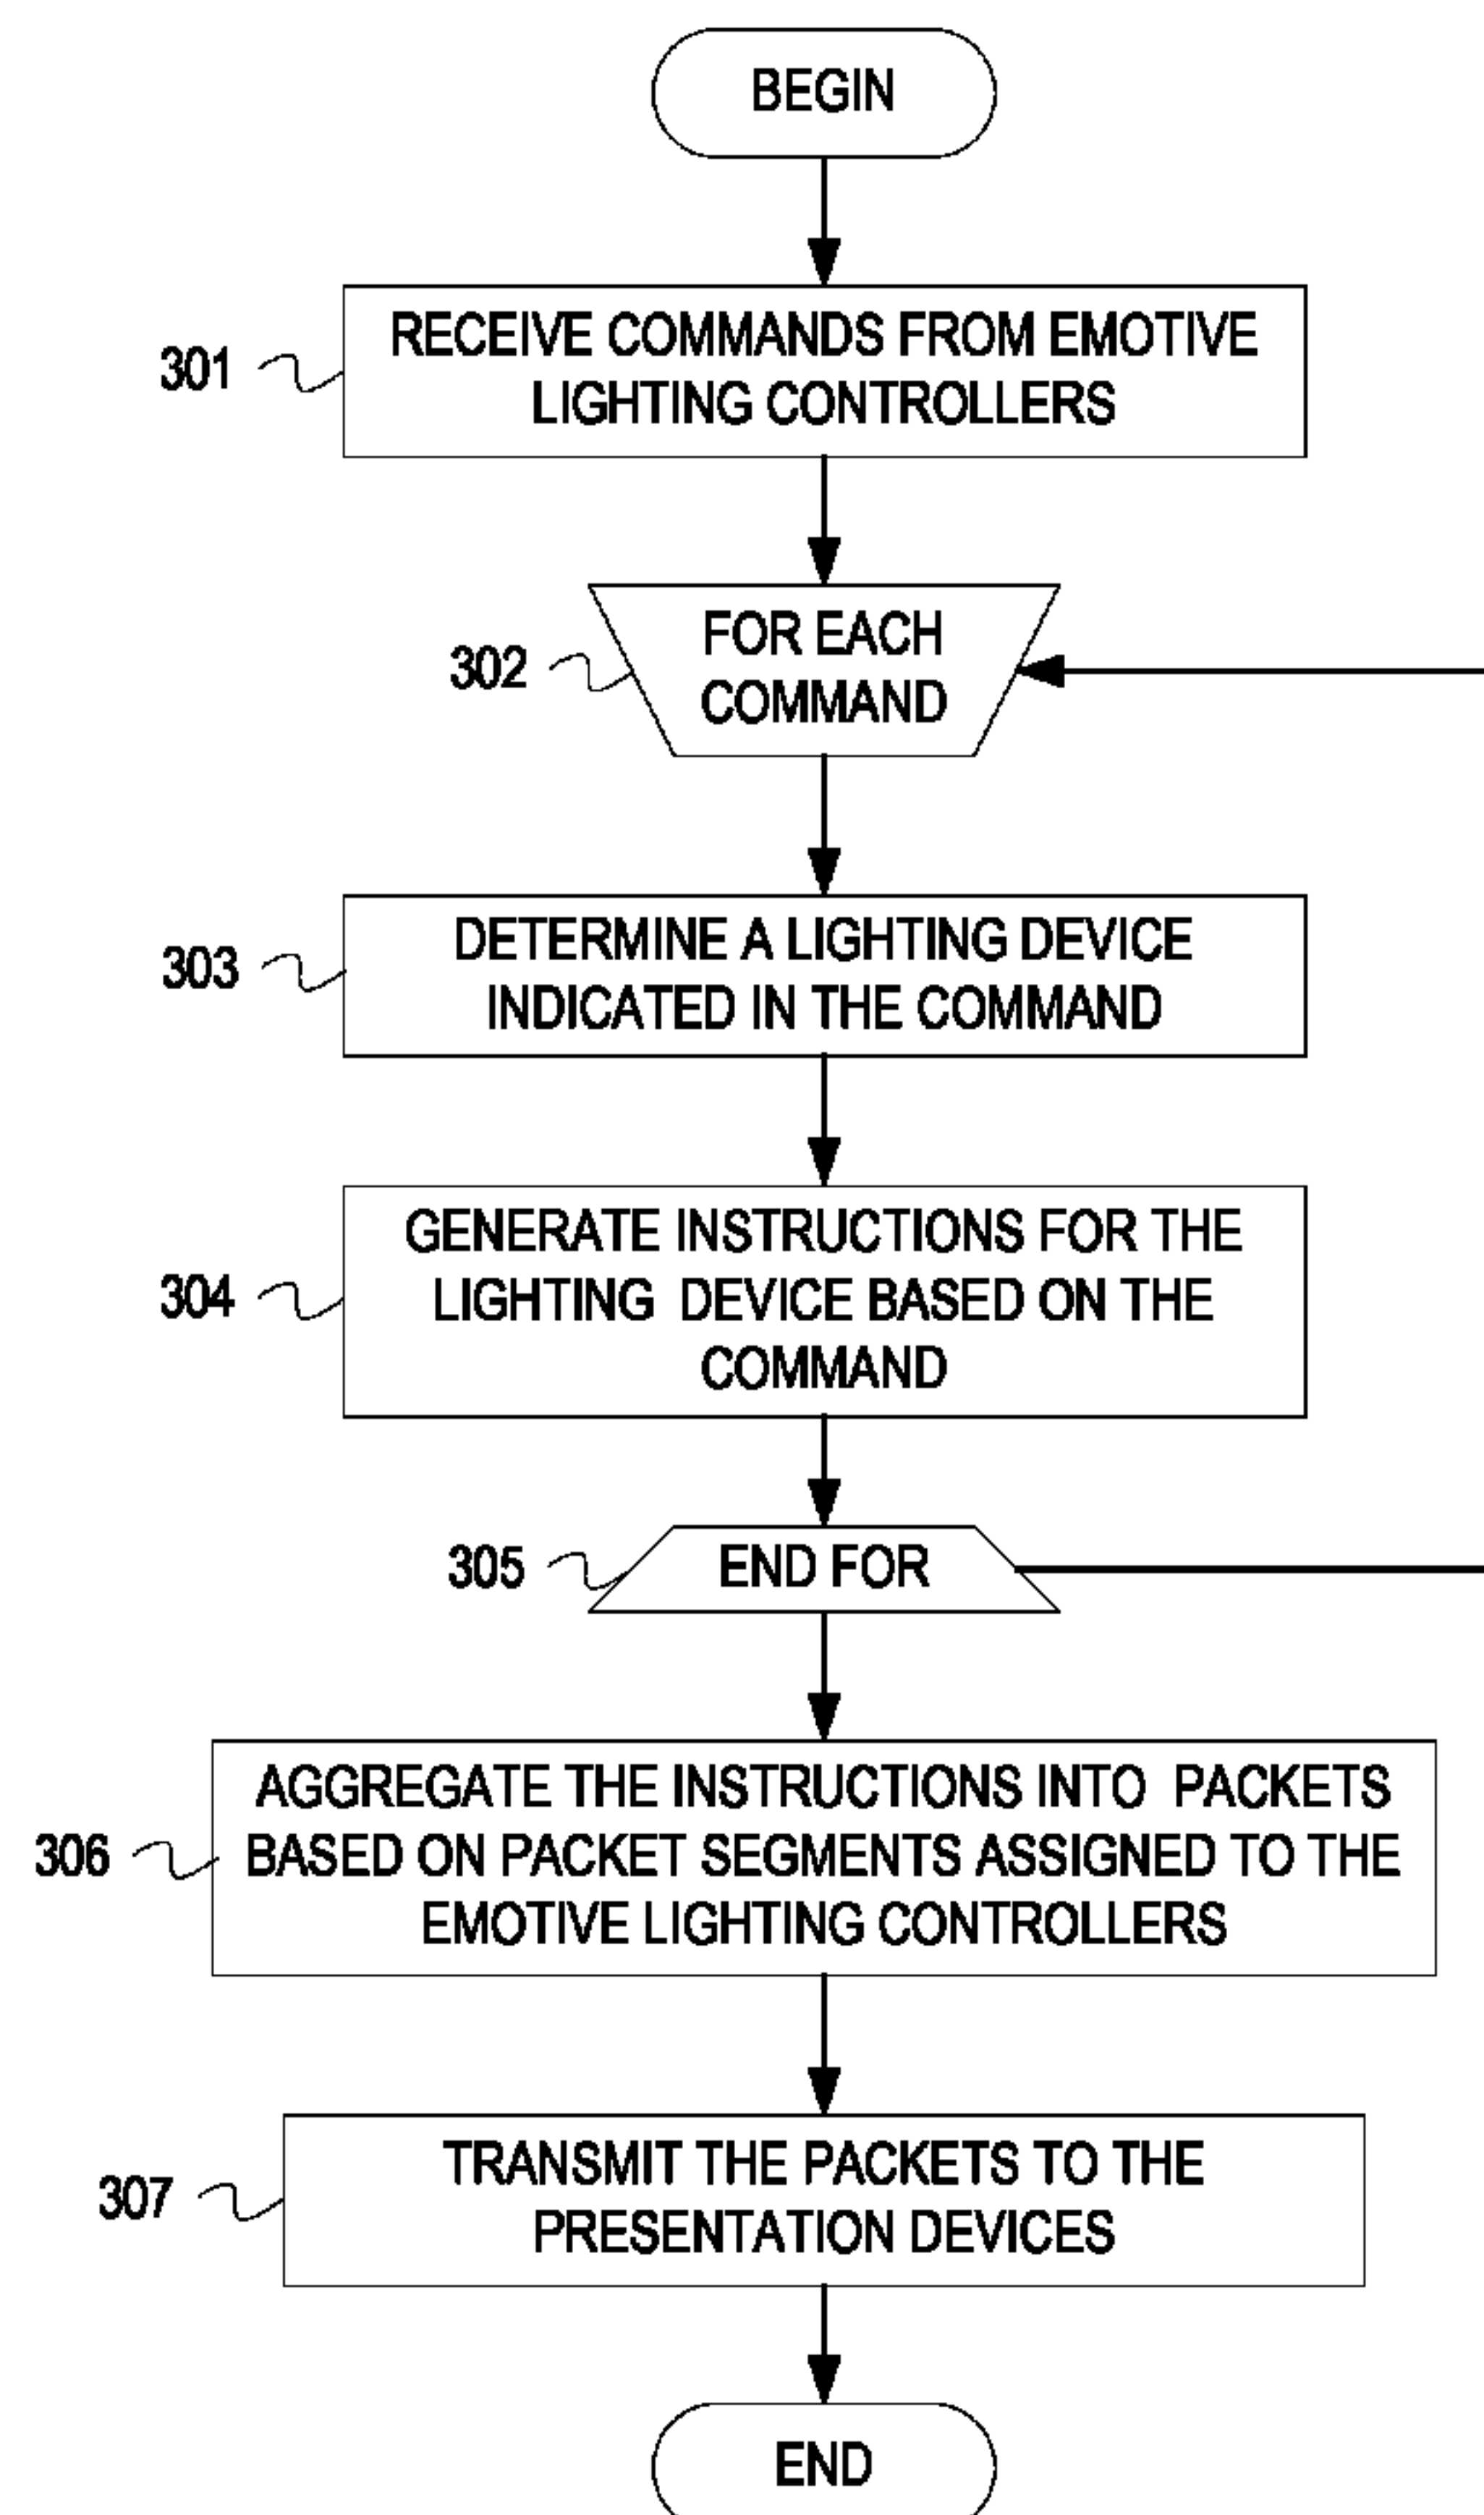 BEGIN
301
RECEIVE COMMANDS FROM EMOTIVE
LIGHTING CONTROLLERS
302
FOR EACH
COMMAND
303
DETERMINE A LIGHTING DEVICE
INDICATED IN THE COMMAND
304
GENERATE INSTRUCTIONS FOR THE
LIGHTING DEVICE BASED ON THE
COMMAND
305
END FOR
306
AGGREGATE THE INSTRUCTIONS INTO PACKETS
BASED ON PACKET SEGMENTS ASSIGNED TO THE
EMOTIVE LIGHTING CONTROLLERS
307
TRANSMIT THE PACKETS TO THE
PRESENTATION DEVICES
END